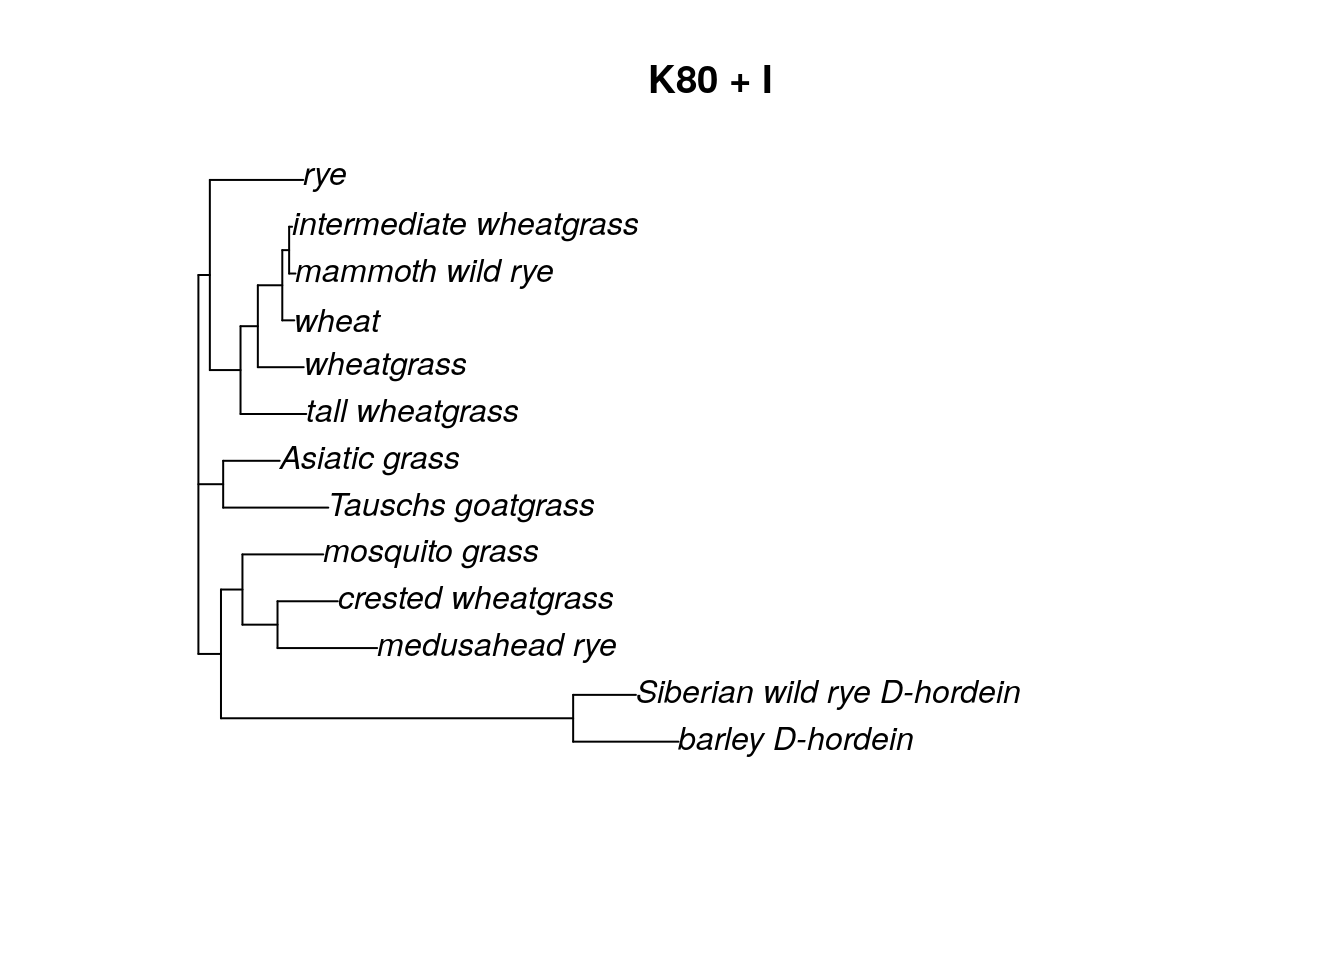 K80 + I
rye
intermediate wheatgrass
mammoth wild rye
wheat
wheatgrass
tall wheatgrass
Asiatic grass
Tauschs goatgrass
mosquito grass
crested wheatgrass
medusahead rye
Siberian wild rye D-hordein
barley D-hordein